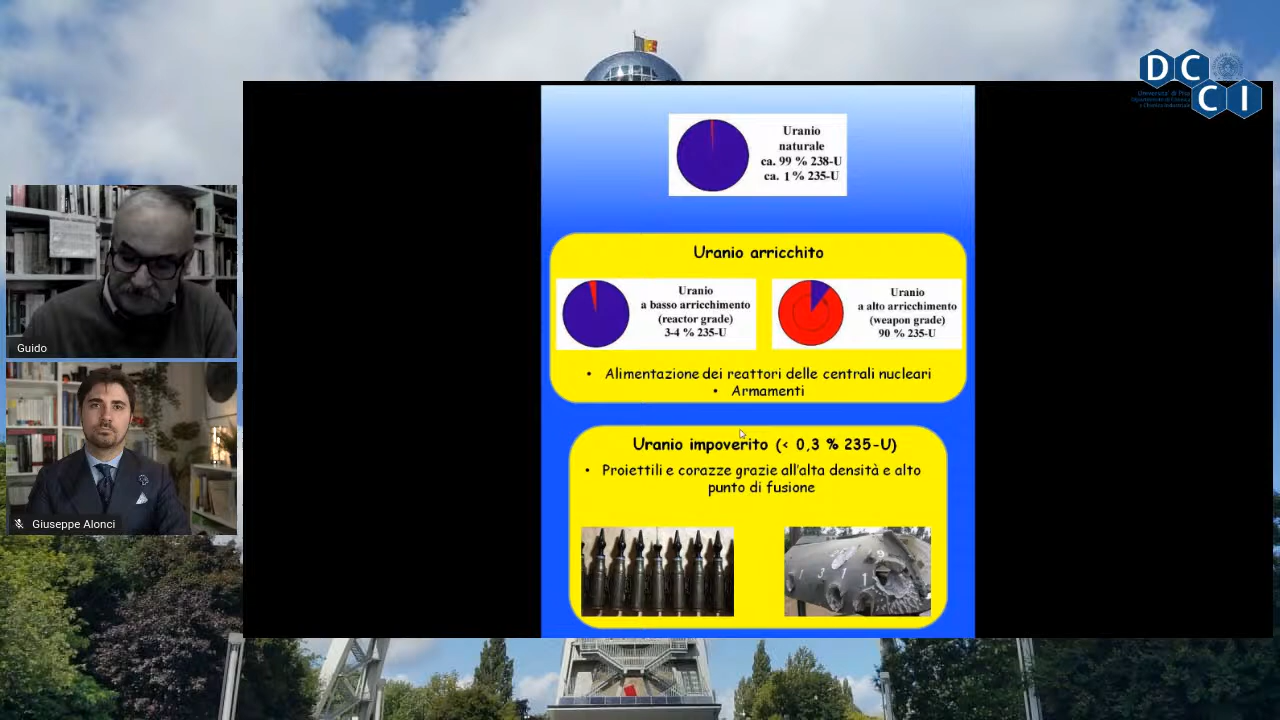 DC
CI
Uranio
naturale
ca. 99 % 238-U
ca. 1 % 235-U
Uranio arricchito
Uranio
a basso arricchimento
(reactor grade)
3-4 % 235-U
Uranio
a alto arricchimento
(weapon grade)
90 % 235-U
• Alimentazione dei reattori delle centrali nucleari
• Armamenti
Uranio impoverito (< 0,3 % 235-U)
• Proiettili e corazze grazie all'alta densità e alto
punto di fusione
Guido
Giuseppe Alonci